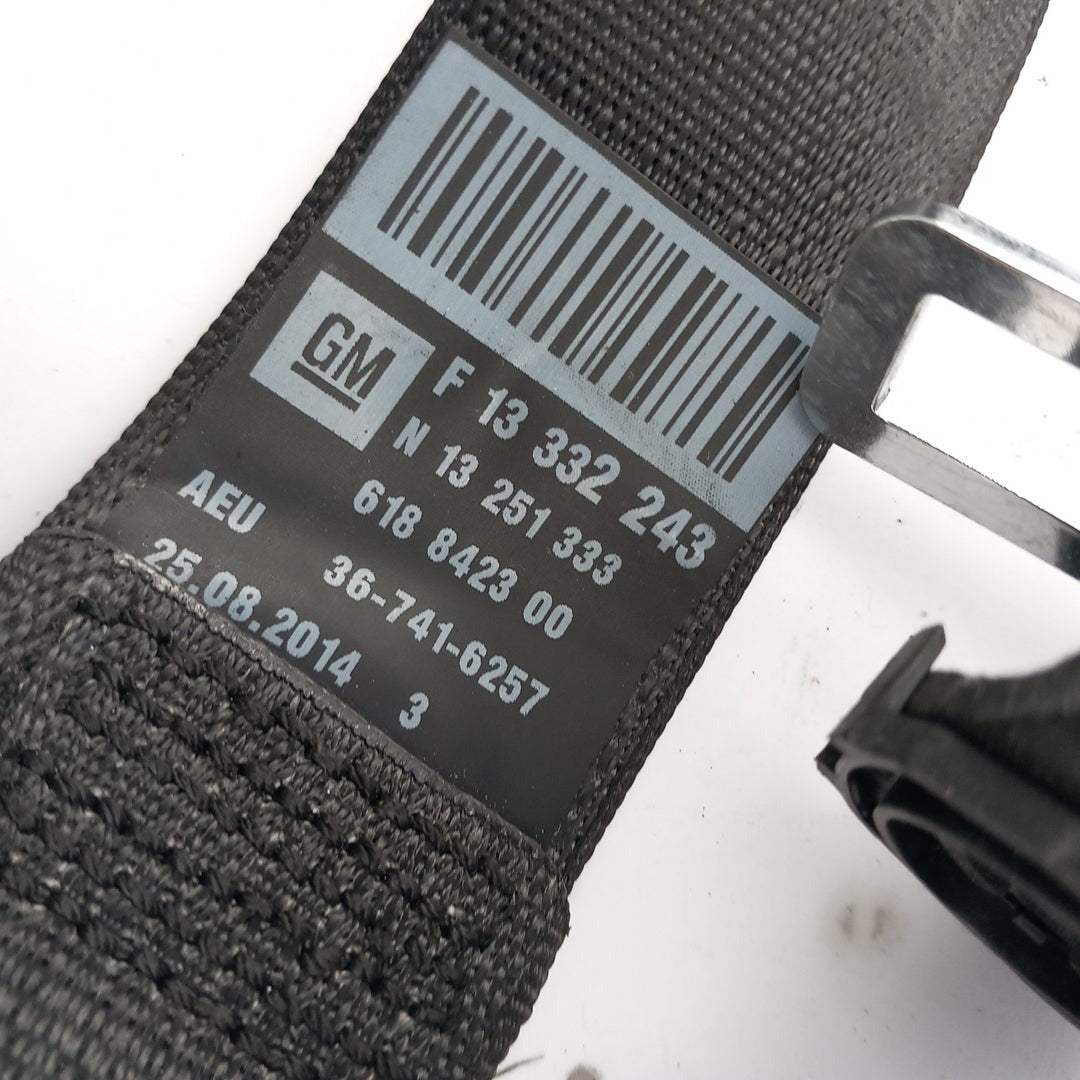 GM
F 13 332 243
N 13 251 333
618 8423 00
AEU 36-741-6257
25.08.2014 3